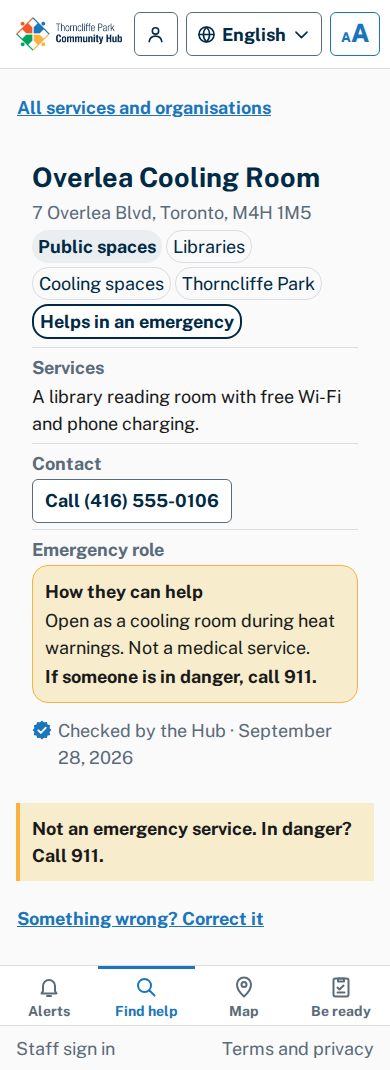 Thorncliffe Park
Community Hub
English
AA
All services and organisations
Overlea Cooling Room
7 Overlea Blvd, Toronto, M4H 1M5
Public spaces
Libraries
Cooling spaces
Thorncliffe Park
Helps in an emergency
Services
A library reading room with free Wi-Fi
and phone charging.
Contact
Call (416) 555-0106
Emergency role
How they can help
Open as a cooling room during heat
warnings. Not a medical service.
If someone is in danger, call 911.
Checked by the Hub · September
28, 2026
Not an emergency service. In danger?
Call 911.
Something wrong? Correct it
Alerts
Find help
Map
Be ready
Staff sign in
Terms and privacy